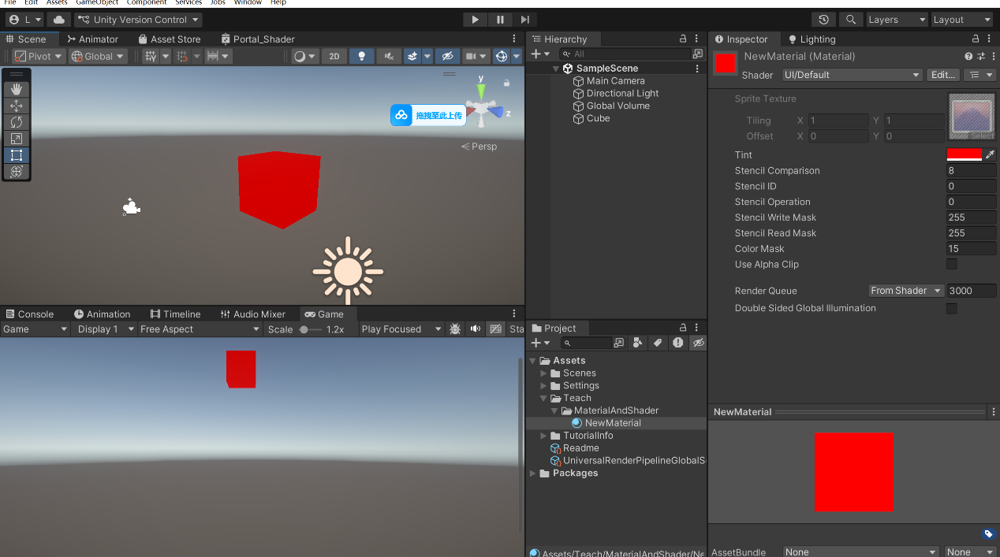 File Edit Assets GameObject Component Services Jobs Window Help
L Unity Version Control Layers Layout
Scene Animator Asset Store Portal_Shader
Pivot Global 2D
y
z
拖拽至此上传
Persp
Console Animation Timeline Audio Mixer Game
Game Display 1 Free Aspect Scale 1.2x Play Focused Sta
Hierarchy
All
SampleScene
Main Camera
Directional Light
Global Volume
Cube
Project
Assets
Scenes
Settings
Teach
MaterialAndShader
NewMaterial
TutorialInfo
Readme
UniversalRenderPipelineGlobalS
Packages
Assets/Teach/MaterialAndShader/Ne
Inspector Lighting
NewMaterial (Material)
Shader UI/Default Edit...
Sprite Texture
Tiling X 1 Y 1
Offset X 0 Y 0
Select
Tint
Stencil Comparison 8
Stencil ID 0
Stencil Operation 0
Stencil Write Mask 255
Stencil Read Mask 255
Color Mask 15
Use Alpha Clip
Render Queue From Shader 3000
Double Sided Global Illumination
NewMaterial
AssetBundle None None